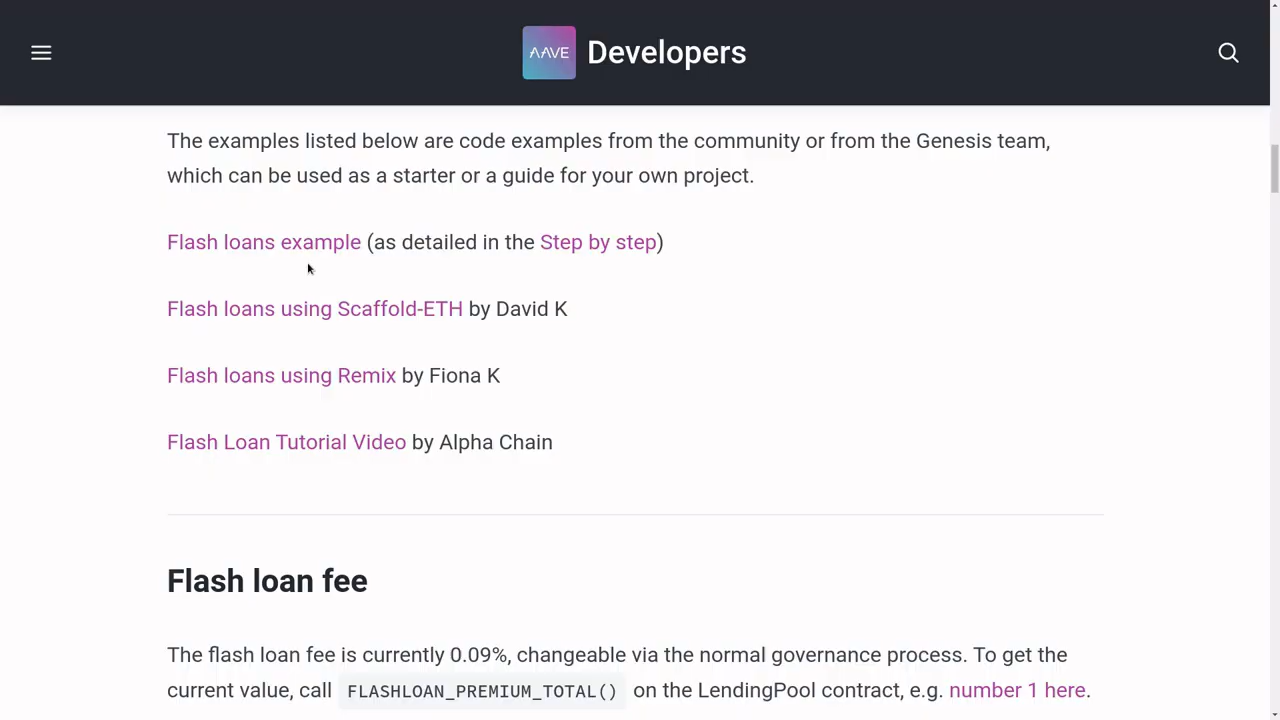 AAVE Developers
The examples listed below are code examples from the community or from the Genesis team,
which can be used as a starter or a guide for your own project.
Flash loans example (as detailed in the Step by step)
Flash loans using Scaffold-ETH by David K
Flash loans using Remix by Fiona K
Flash Loan Tutorial Video by Alpha Chain
Flash loan fee
The flash loan fee is currently 0.09%, changeable via the normal governance process. To get the
current value, call FLASHLOAN_PREMIUM_TOTAL() on the LendingPool contract, e.g. number 1 here.